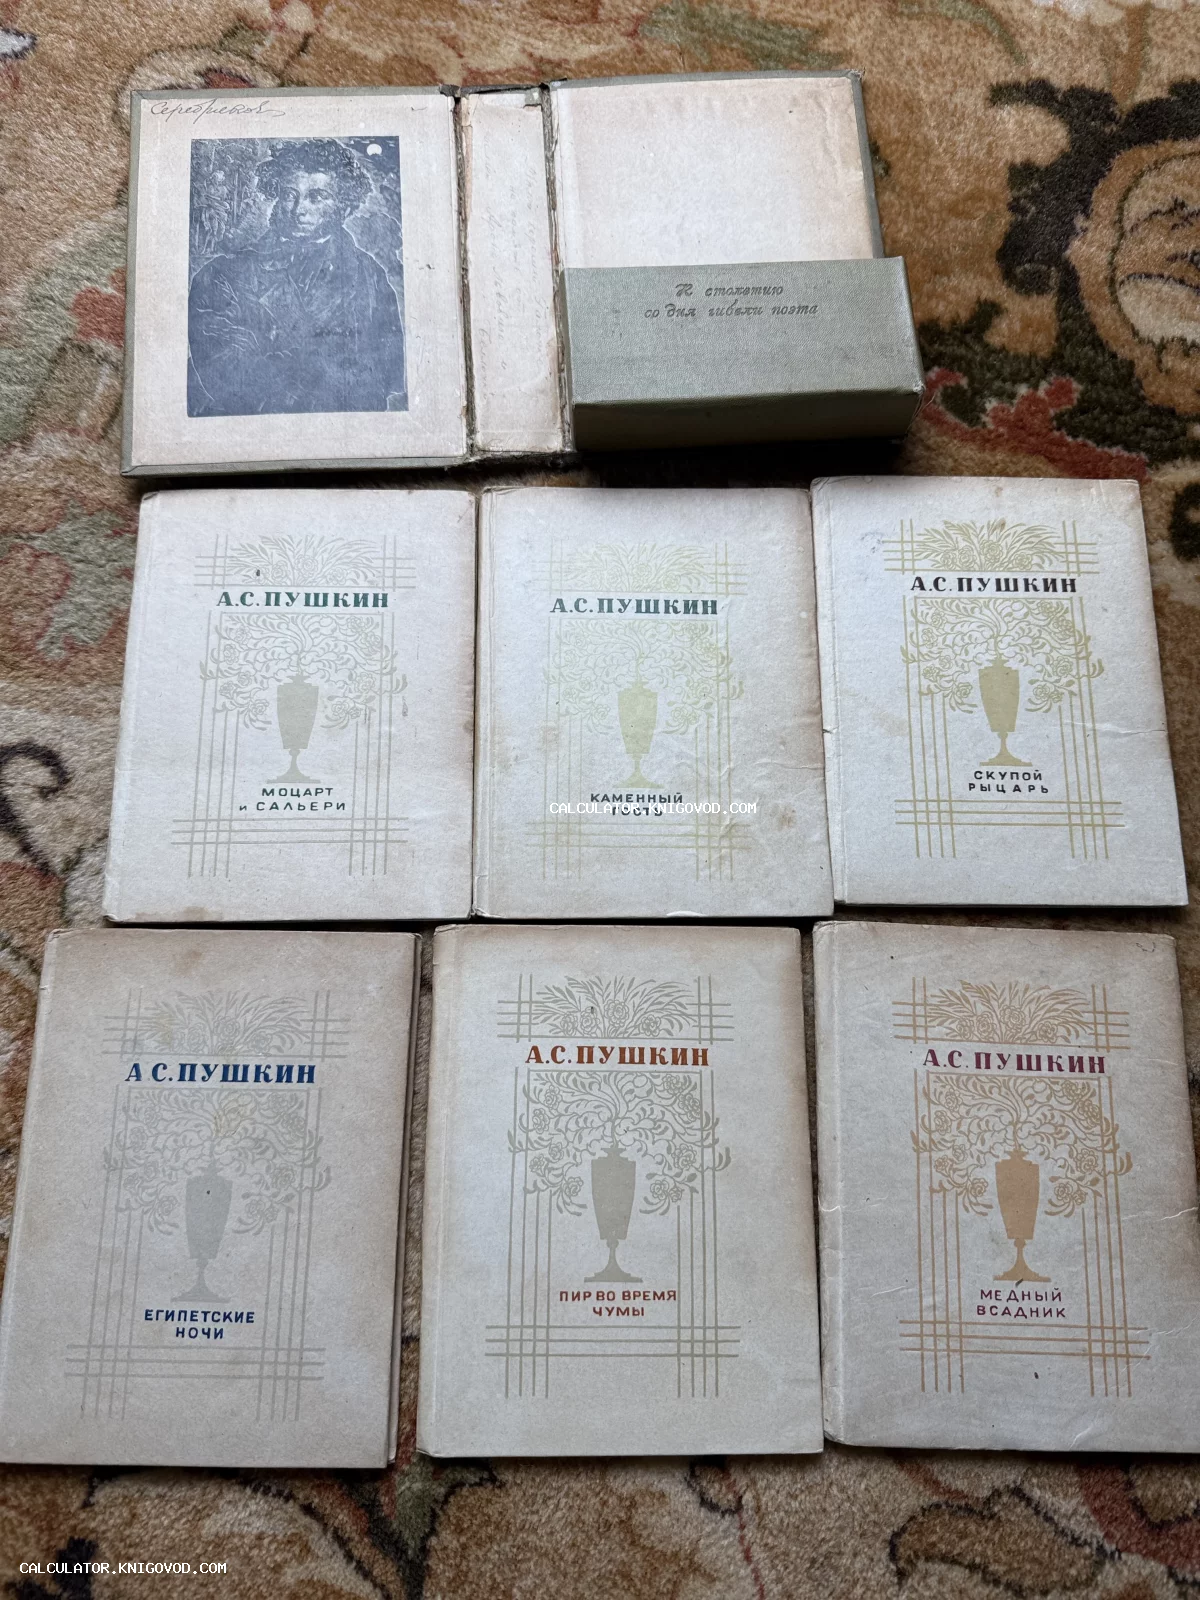 К столетию
со дня гибели поэта
А.С.ПУШКИН
МОЦАРТ
и САЛЬЕРИ
А.С.ПУШКИН
КАМЕННЫЙ
ГОСТЬ
CALCULATOR.KNIGOVOD.COM
А.С.ПУШКИН
СКУПОЙ
РЫЦАРЬ
А.С.ПУШКИН
ЕГИПЕТСКИЕ
НОЧИ
А.С.ПУШКИН
ПИР ВО ВРЕМЯ
ЧУМЫ
А.С.ПУШКИН
МЕДНЫЙ
ВСАДНИК
CALCULATOR.KNIGOVOD.COM